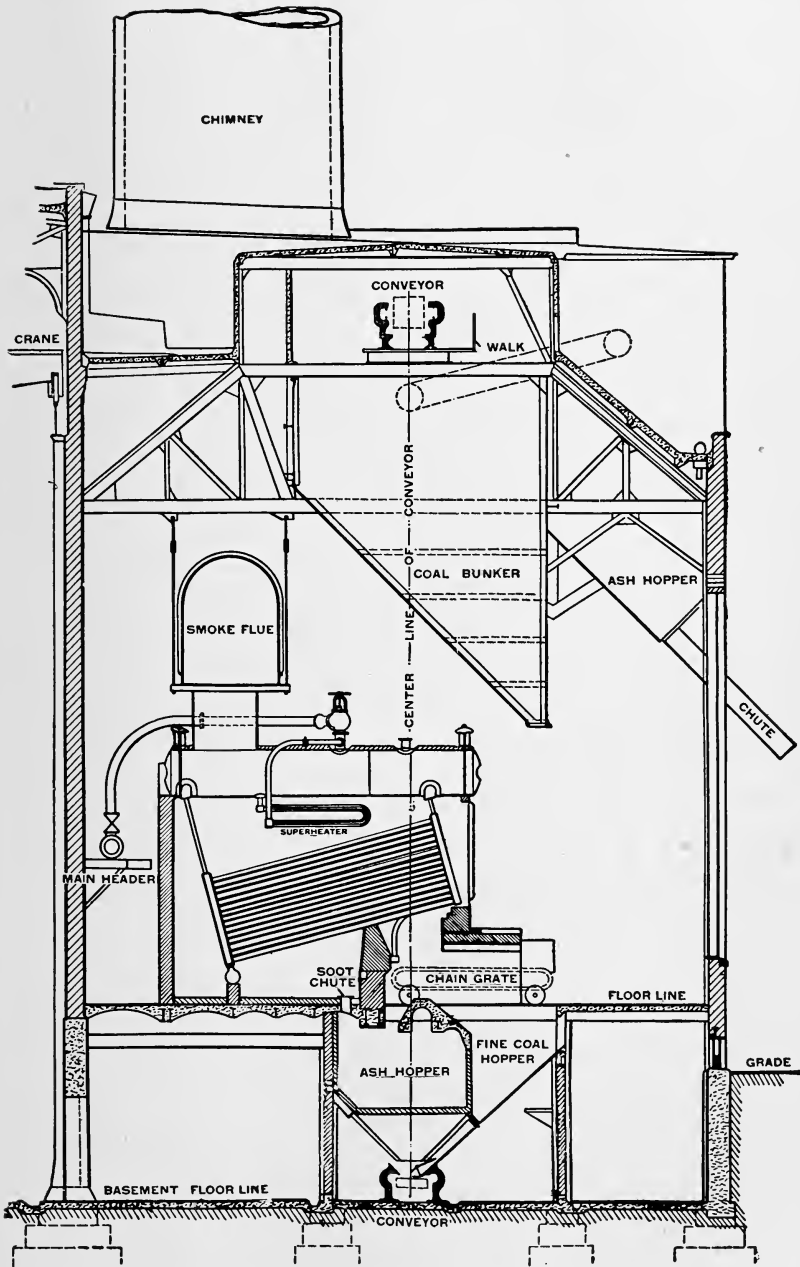 CHIMNEY
CONVEYOR
CRANE
WALK
CENTER LINE OF CONVEYOR
COAL BUNKER
ASH HOPPER
SMOKE FLUE
CHUTE
SUPERHEATER
MAIN HEADER
SOOT
CHUTE
CHAIN GRATE
FLOOR LINE
FINE COAL
HOPPER
ASH HOPPER
GRADE
BASEMENT FLOOR LINE
CONVEYOR